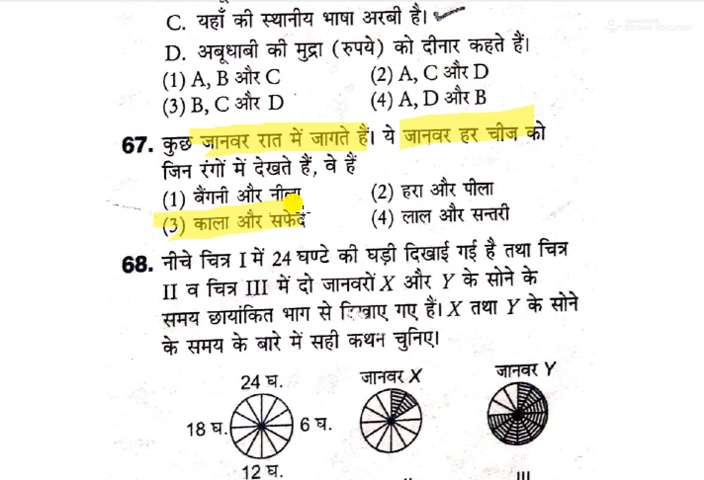 C. यहाँ की स्थानीय भाषा अरबी है।
D. अबूधाबी की मुद्रा (रुपये) को दीनार कहते हैं।
(1) A, B और C (2) A, C और D
(3) B, C और D (4) A, D और B
67. कुछ जानवर रात में जागते हैं। ये जानवर हर चीज को
जिन रंगों में देखते हैं, वे हैं
(1) बैंगनी और नीला (2) हरा और पीला
(3) काला और सफेद (4) लाल और सन्तरी
68. नीचे चित्र I में 24 घण्टे की घड़ी दिखाई गई है तथा चित्र
II व चित्र III में दो जानवरों X और Y के सोने के
समय छायांकित भाग से दिखाए गए हैं। X तथा Y के सोने
के समय के बारे में सही कथन चुनिए।
24 घ. जानवर X जानवर Y
18 घ. 6 घ.
12 घ.
III